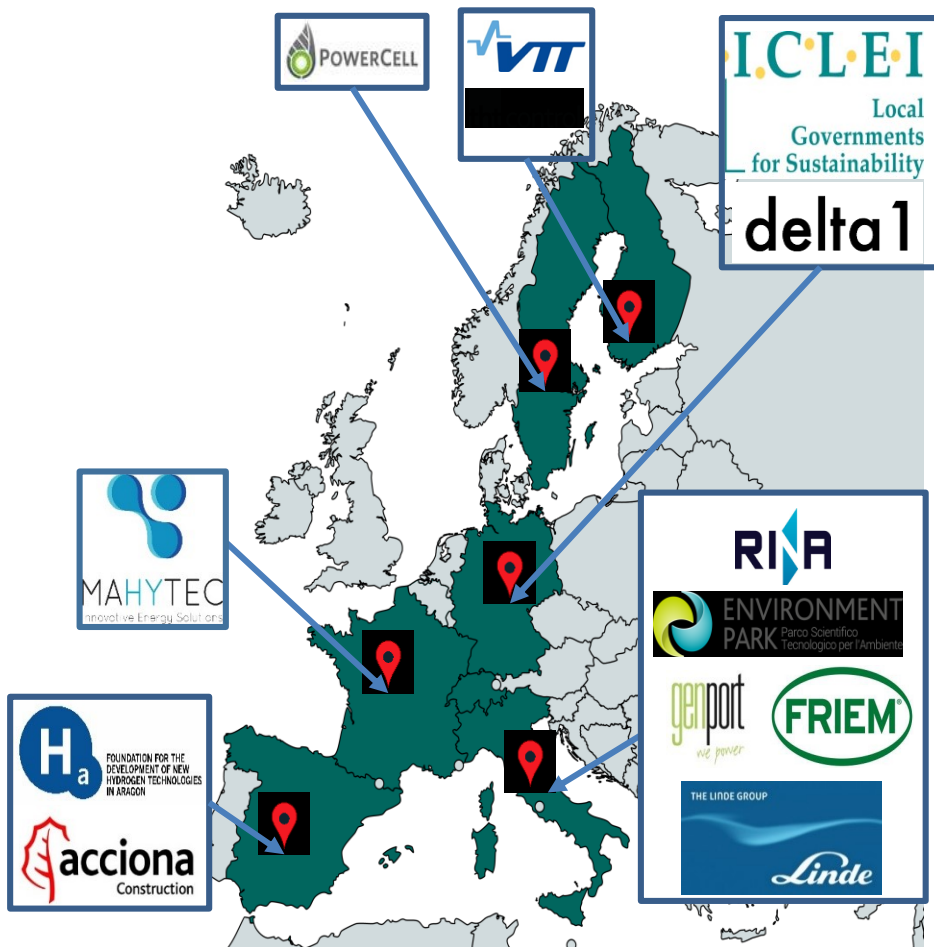 POWERCELL
VTT
I.C.L.E.I
Local
Governments
for Sustainability
delta1
MAHYTEC
Innovative Energy Solutions
RINA
ENVIRONMENT
PARK Parco Scientifico
Tecnologico per l'Ambiente
genport
we power
FRIEM®
THE LINDE GROUP
Linde
Ha
FOUNDATION FOR THE
DEVELOPMENT OF NEW
HYDROGEN TECHNOLOGIES
IN ARAGON
acciona
Construction